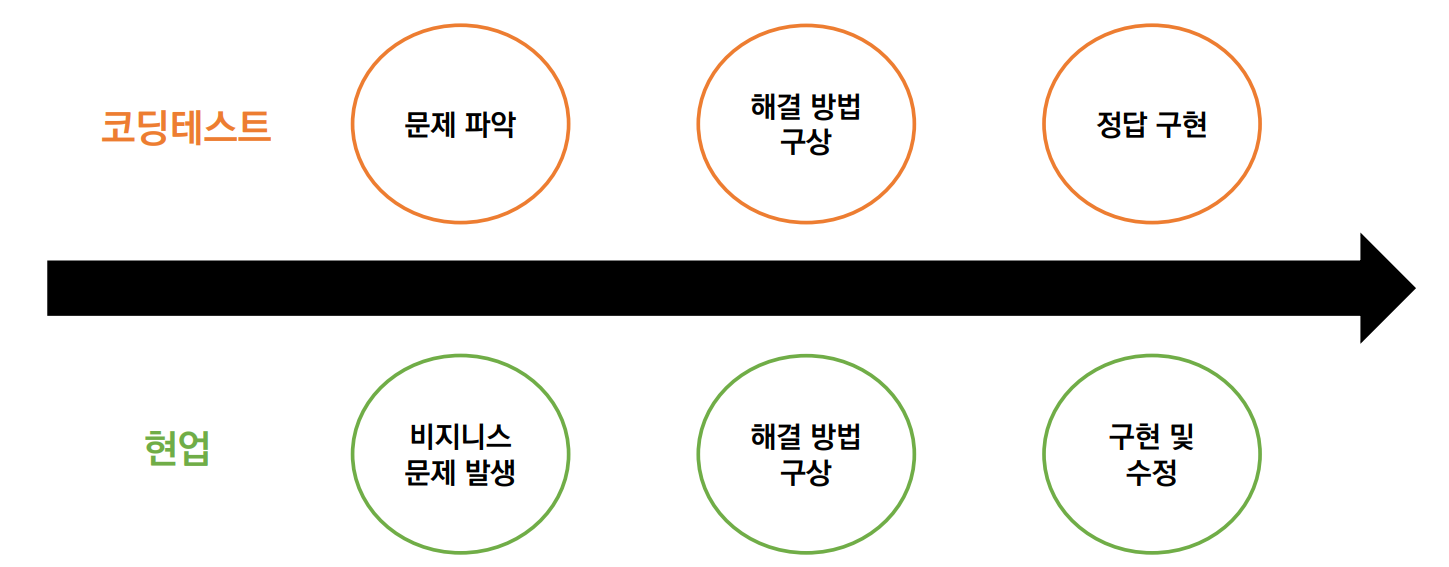 코딩테스트
문제 파악
해결 방법
구상
정답 구현
현업
비지니스
문제 발생
해결 방법
구상
구현 및
수정